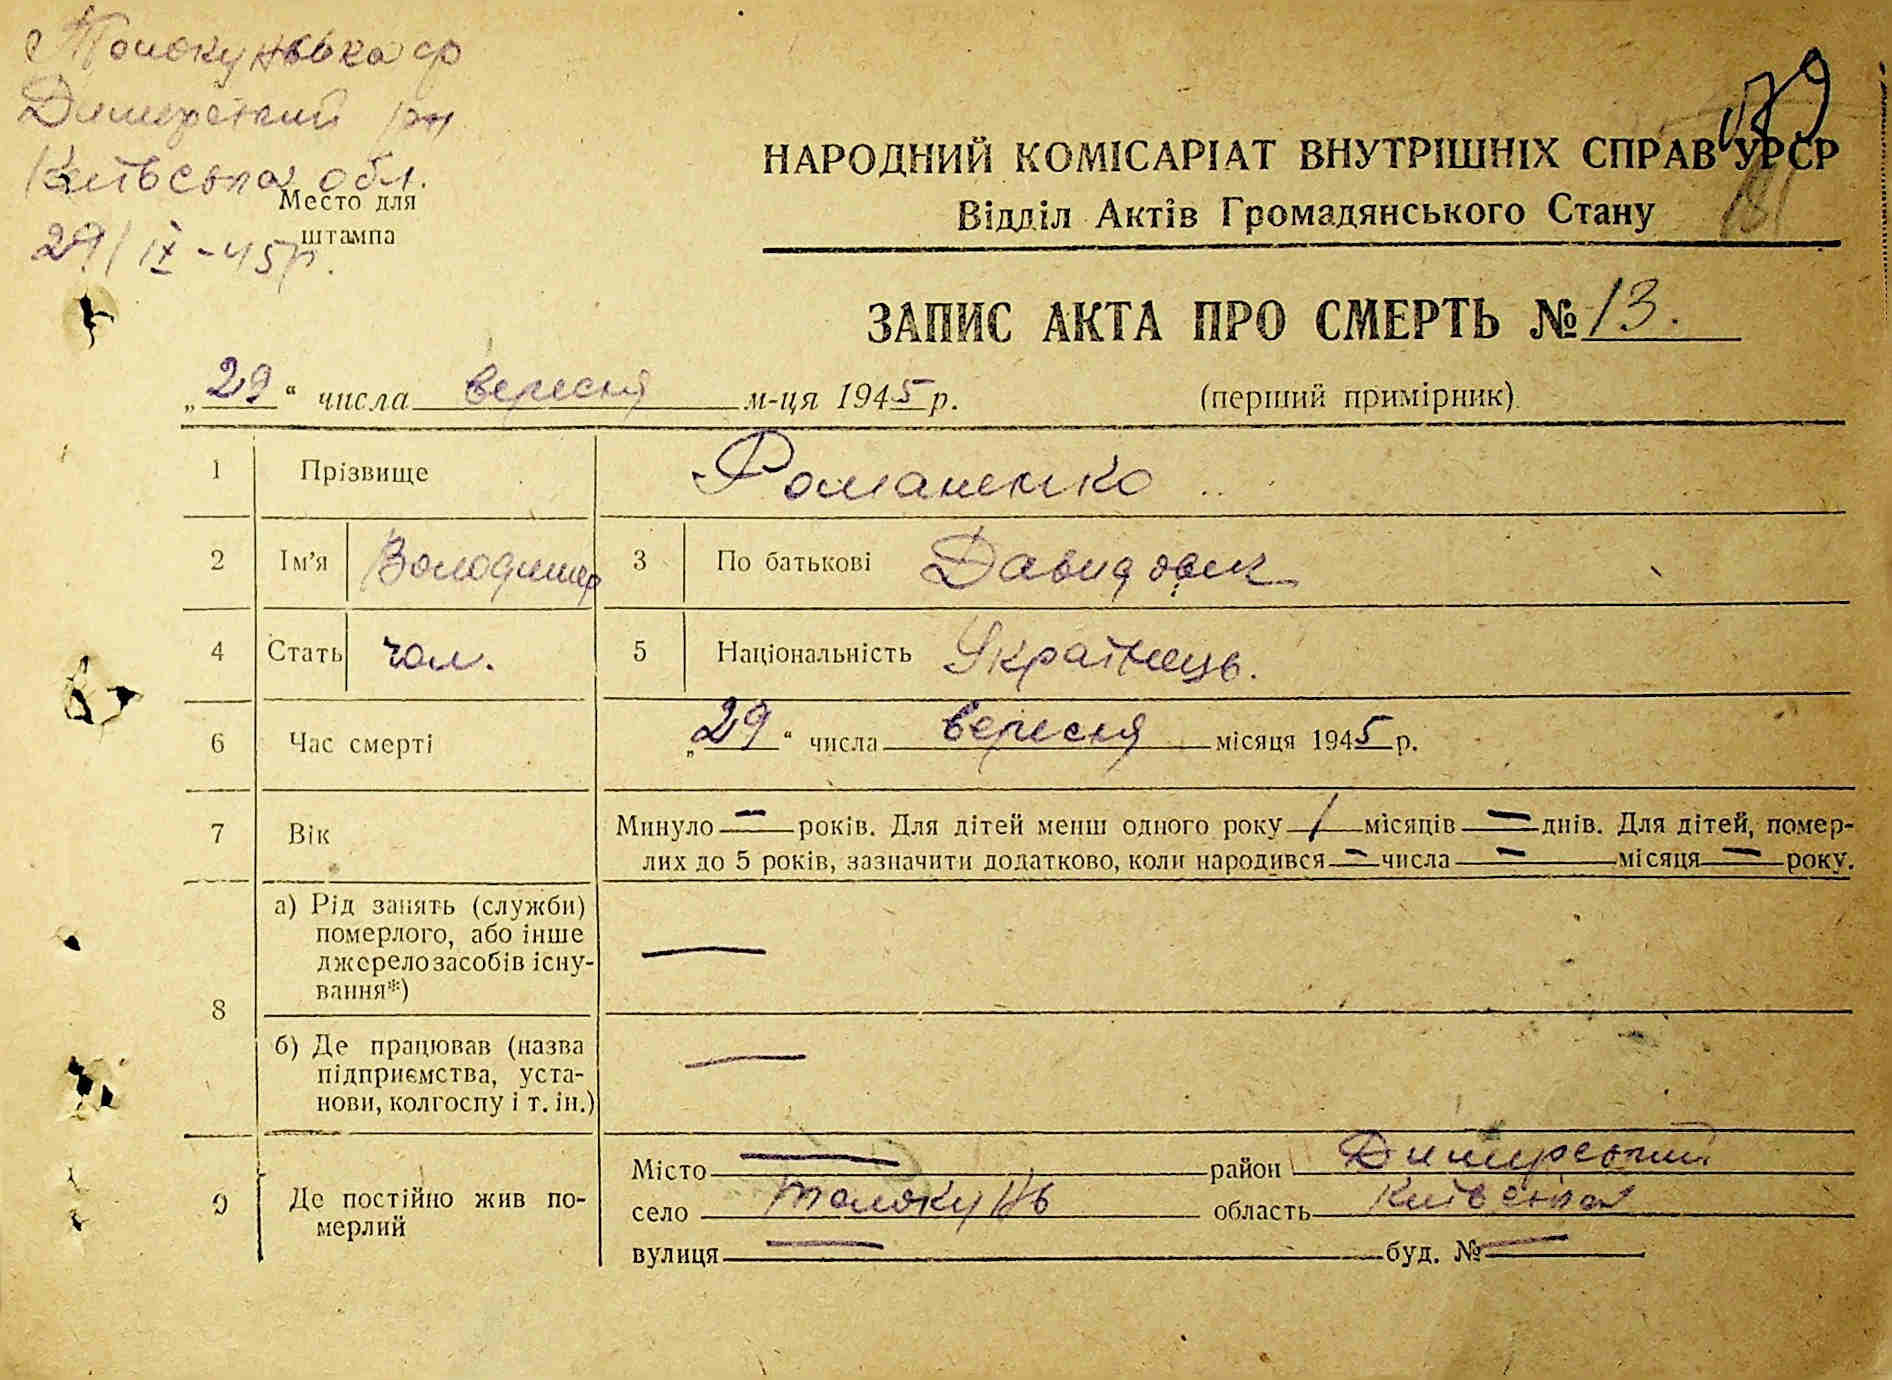 Толокунська ср
Димерський рн
Київська обл.
Место для
штампа
29/IX-45р.
НАРОДНИЙ КОМІСАРІАТ ВНУТРІШНІХ СПРАВ УРСР
Відділ Актів Громадянського Стану
181
ЗАПИС АКТА ПРО СМЕРТЬ № 13.
„29“ числа вересня м-ця 1945 р. (перший примірник)
1 Прізвище Романенко
2 Ім'я Володимер 3 По батькові Давидович
4 Стать чол. 5 Національність Українець.
6 Час смерті „29“ числа вересня місяця 1945 р.
7 Вік Минуло — років. Для дітей менш одного року 1 місяців — днів. Для дітей, помер-
лих до 5 років, зазначити додатково, коли народився — числа — місяця — року.
8 а) Рід занять (служби)
померлого, або інше
джерело засобів існу-
вання*) —
б) Де працював (назва
підприємства, уста-
нови, колгоспу і т. ін.) —
9 Де постійно жив по-
мерлий
Місто — район Димерський
село Толокунь область Київська
вулиця — буд. № —